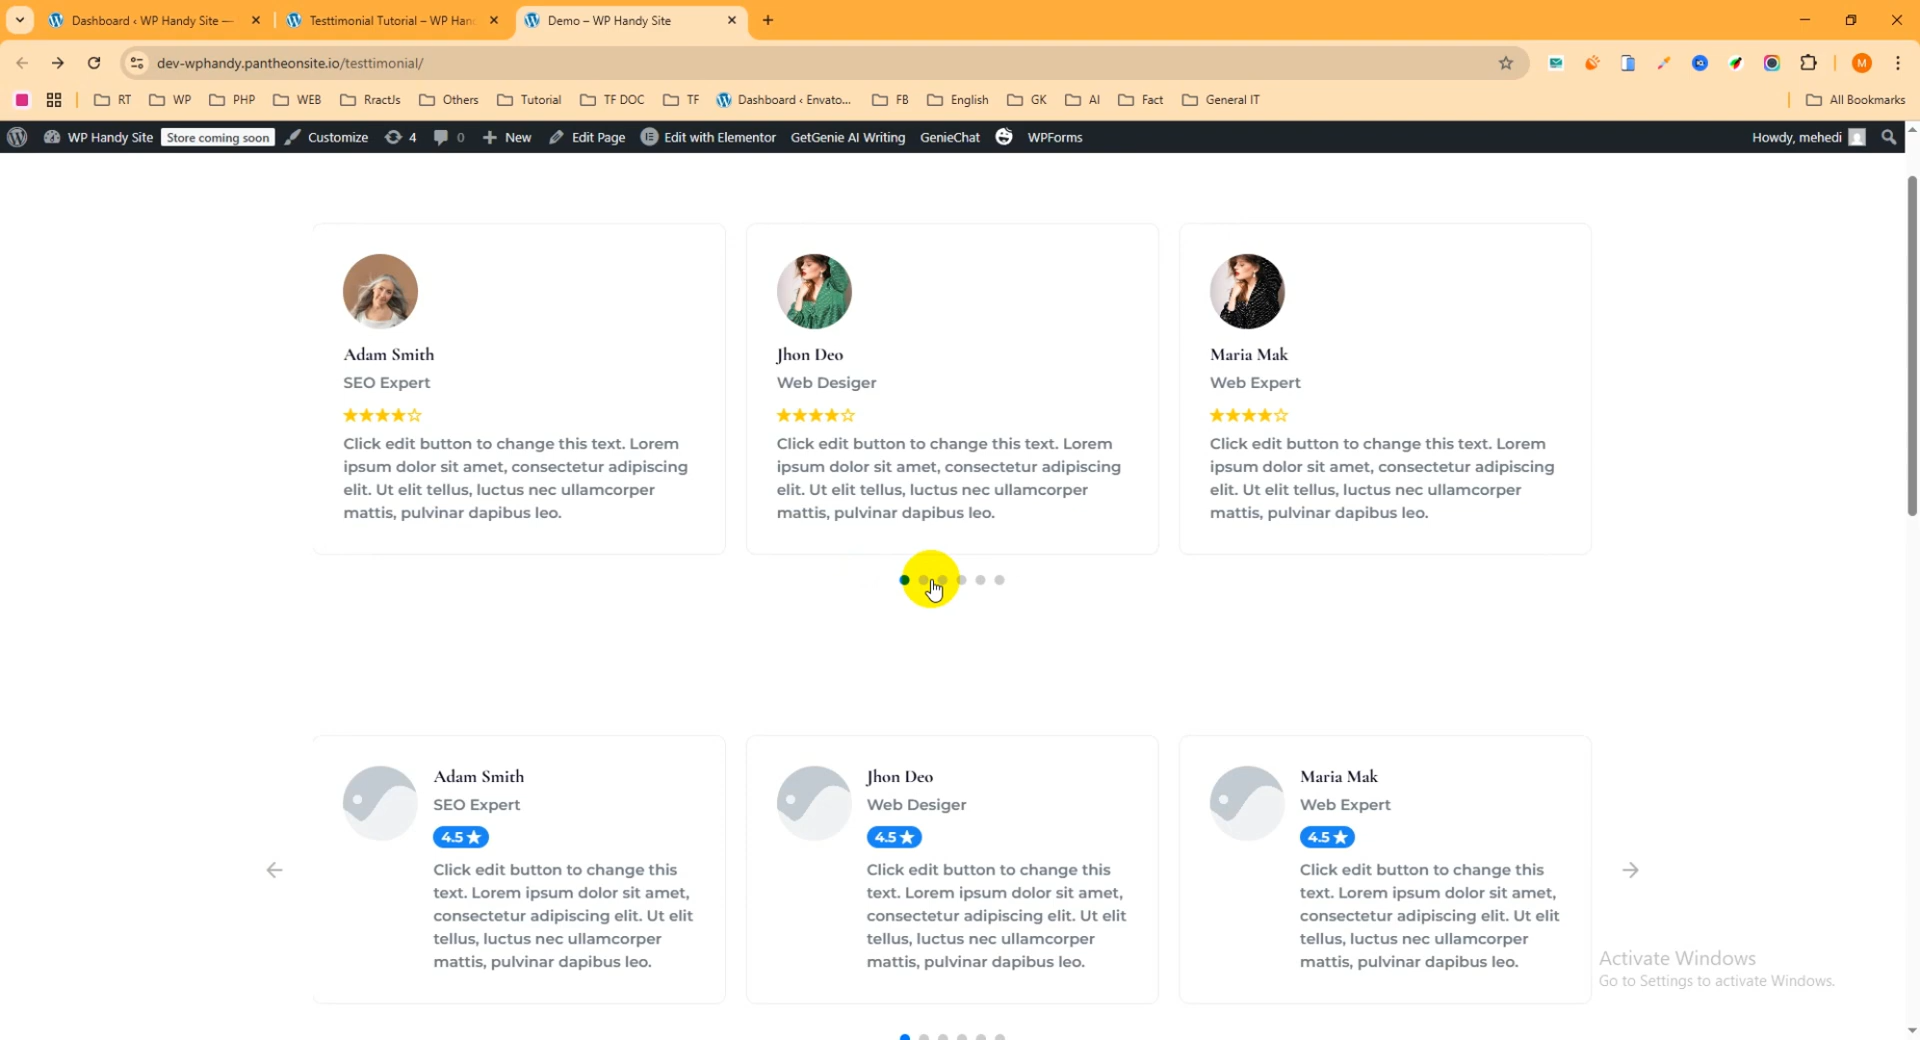 Dashboard ‹ WP Handy Site —
Testtimonial Tutorial – WP Han
Demo – WP Handy Site
dev-wphandy.pantheonsite.io/testtimonial/
M
RT
WP
PHP
WEB
RractJs
Others
Tutorial
TF DOC
TF
Dashboard ‹ Envato...
FB
English
GK
AI
Fact
General IT
All Bookmarks
WP Handy Site
Store coming soon
Customize
4
0
New
Edit Page
Edit with Elementor
GetGenie AI Writing
GenieChat
WPForms
Howdy, mehedi
Adam Smith
SEO Expert
Click edit button to change this text. Lorem
ipsum dolor sit amet, consectetur adipiscing
elit. Ut elit tellus, luctus nec ullamcorper
mattis, pulvinar dapibus leo.
Jhon Deo
Web Desiger
Click edit button to change this text. Lorem
ipsum dolor sit amet, consectetur adipiscing
elit. Ut elit tellus, luctus nec ullamcorper
mattis, pulvinar dapibus leo.
Maria Mak
Web Expert
Click edit button to change this text. Lorem
ipsum dolor sit amet, consectetur adipiscing
elit. Ut elit tellus, luctus nec ullamcorper
mattis, pulvinar dapibus leo.
Adam Smith
SEO Expert
4.5
Click edit button to change this
text. Lorem ipsum dolor sit amet,
consectetur adipiscing elit. Ut elit
tellus, luctus nec ullamcorper
mattis, pulvinar dapibus leo.
Jhon Deo
Web Desiger
4.5
Click edit button to change this
text. Lorem ipsum dolor sit amet,
consectetur adipiscing elit. Ut elit
tellus, luctus nec ullamcorper
mattis, pulvinar dapibus leo.
Maria Mak
Web Expert
4.5
Click edit button to change this
text. Lorem ipsum dolor sit amet,
consectetur adipiscing elit. Ut elit
tellus, luctus nec ullamcorper
mattis, pulvinar dapibus leo.
Activate Windows
Go to Settings to activate Windows.